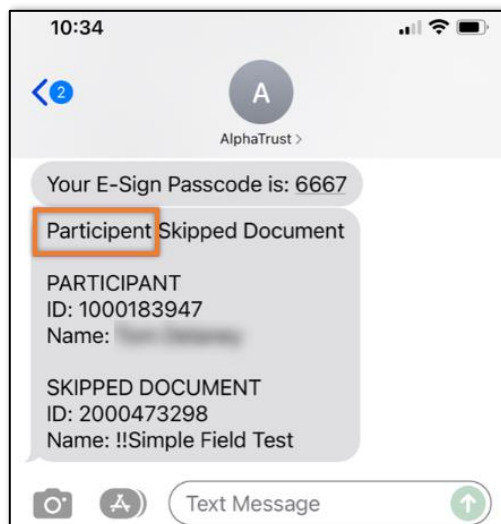 10:34
2
A
AlphaTrust >
Your E-Sign Passcode is: 6667
Participent Skipped Document
PARTICIPANT
ID: 1000183947
Name:
SKIPPED DOCUMENT
ID: 2000473298
Name: !!Simple Field Test
Text Message